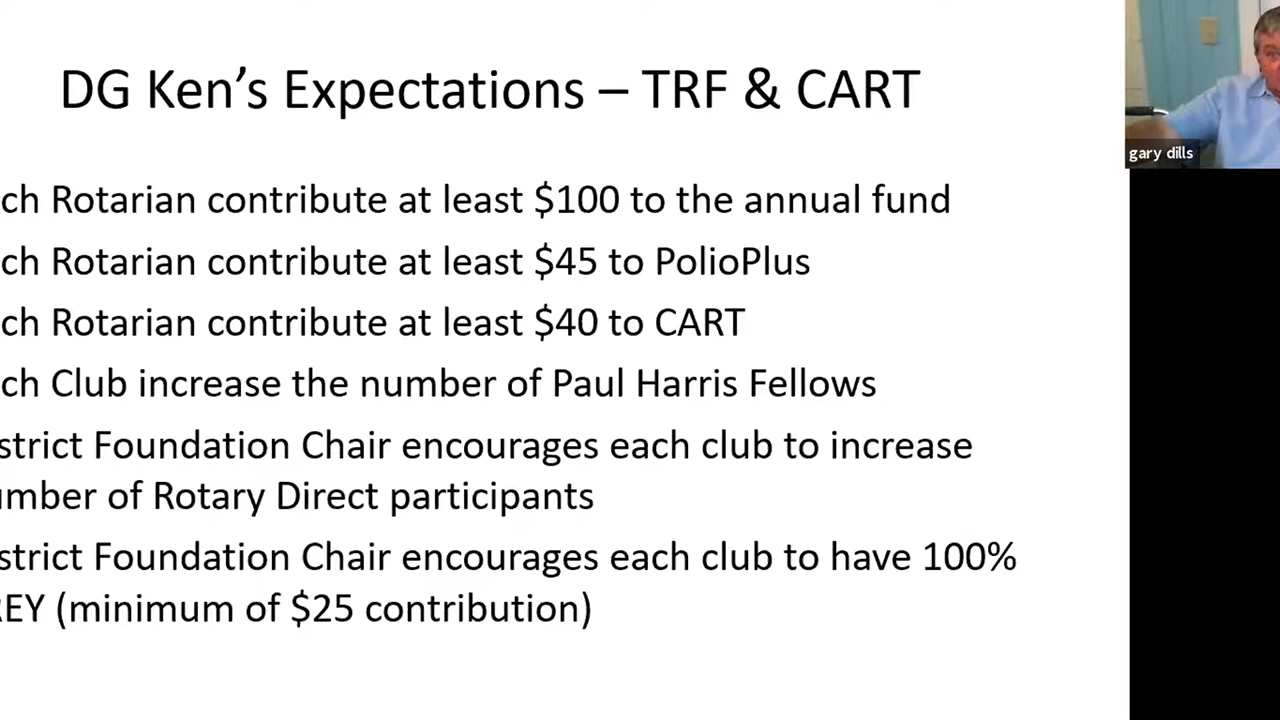 DG Ken's Expectations – TRF & CART
gary dills
ch Rotarian contribute at least $100 to the annual fund
ch Rotarian contribute at least $45 to PolioPlus
ch Rotarian contribute at least $40 to CART
ch Club increase the number of Paul Harris Fellows
strict Foundation Chair encourages each club to increase
umber of Rotary Direct participants
strict Foundation Chair encourages each club to have 100%
REY (minimum of $25 contribution)